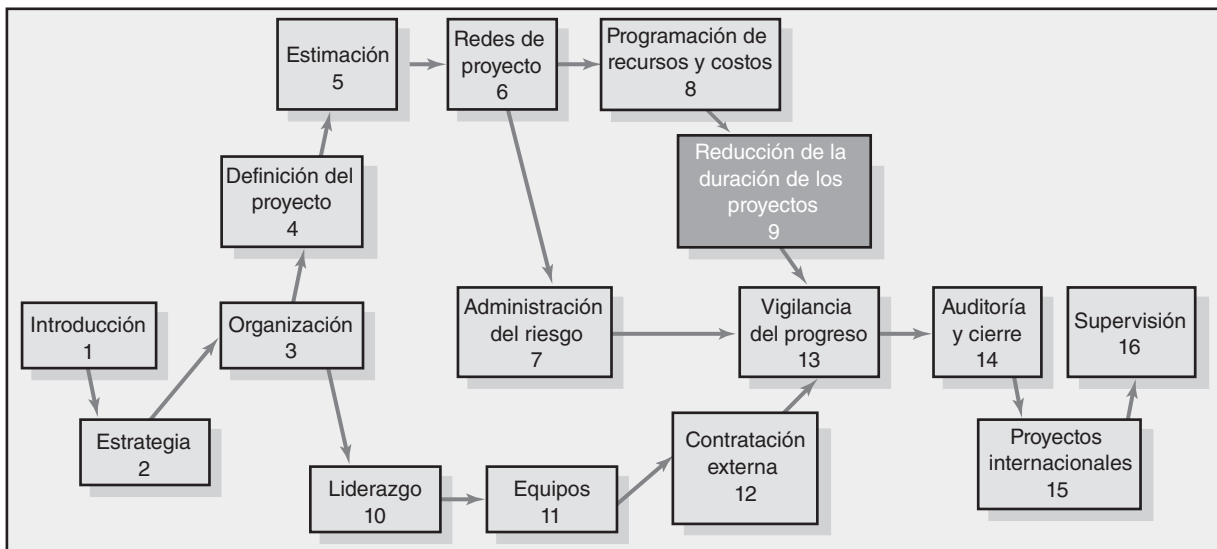 Estimación
5
Redes de
proyecto
6
Programación de
recursos y costos
8
Reducción de la
duración de los
proyectos
9
Definición del
proyecto
4
Introducción
1
Organización
3
Administración
del riesgo
7
Vigilancia
del progreso
13
Auditoría
y cierre
14
Supervisión
16
Estrategia
2
Liderazgo
10
Equipos
11
Contratación
externa
12
Proyectos
internacionales
15